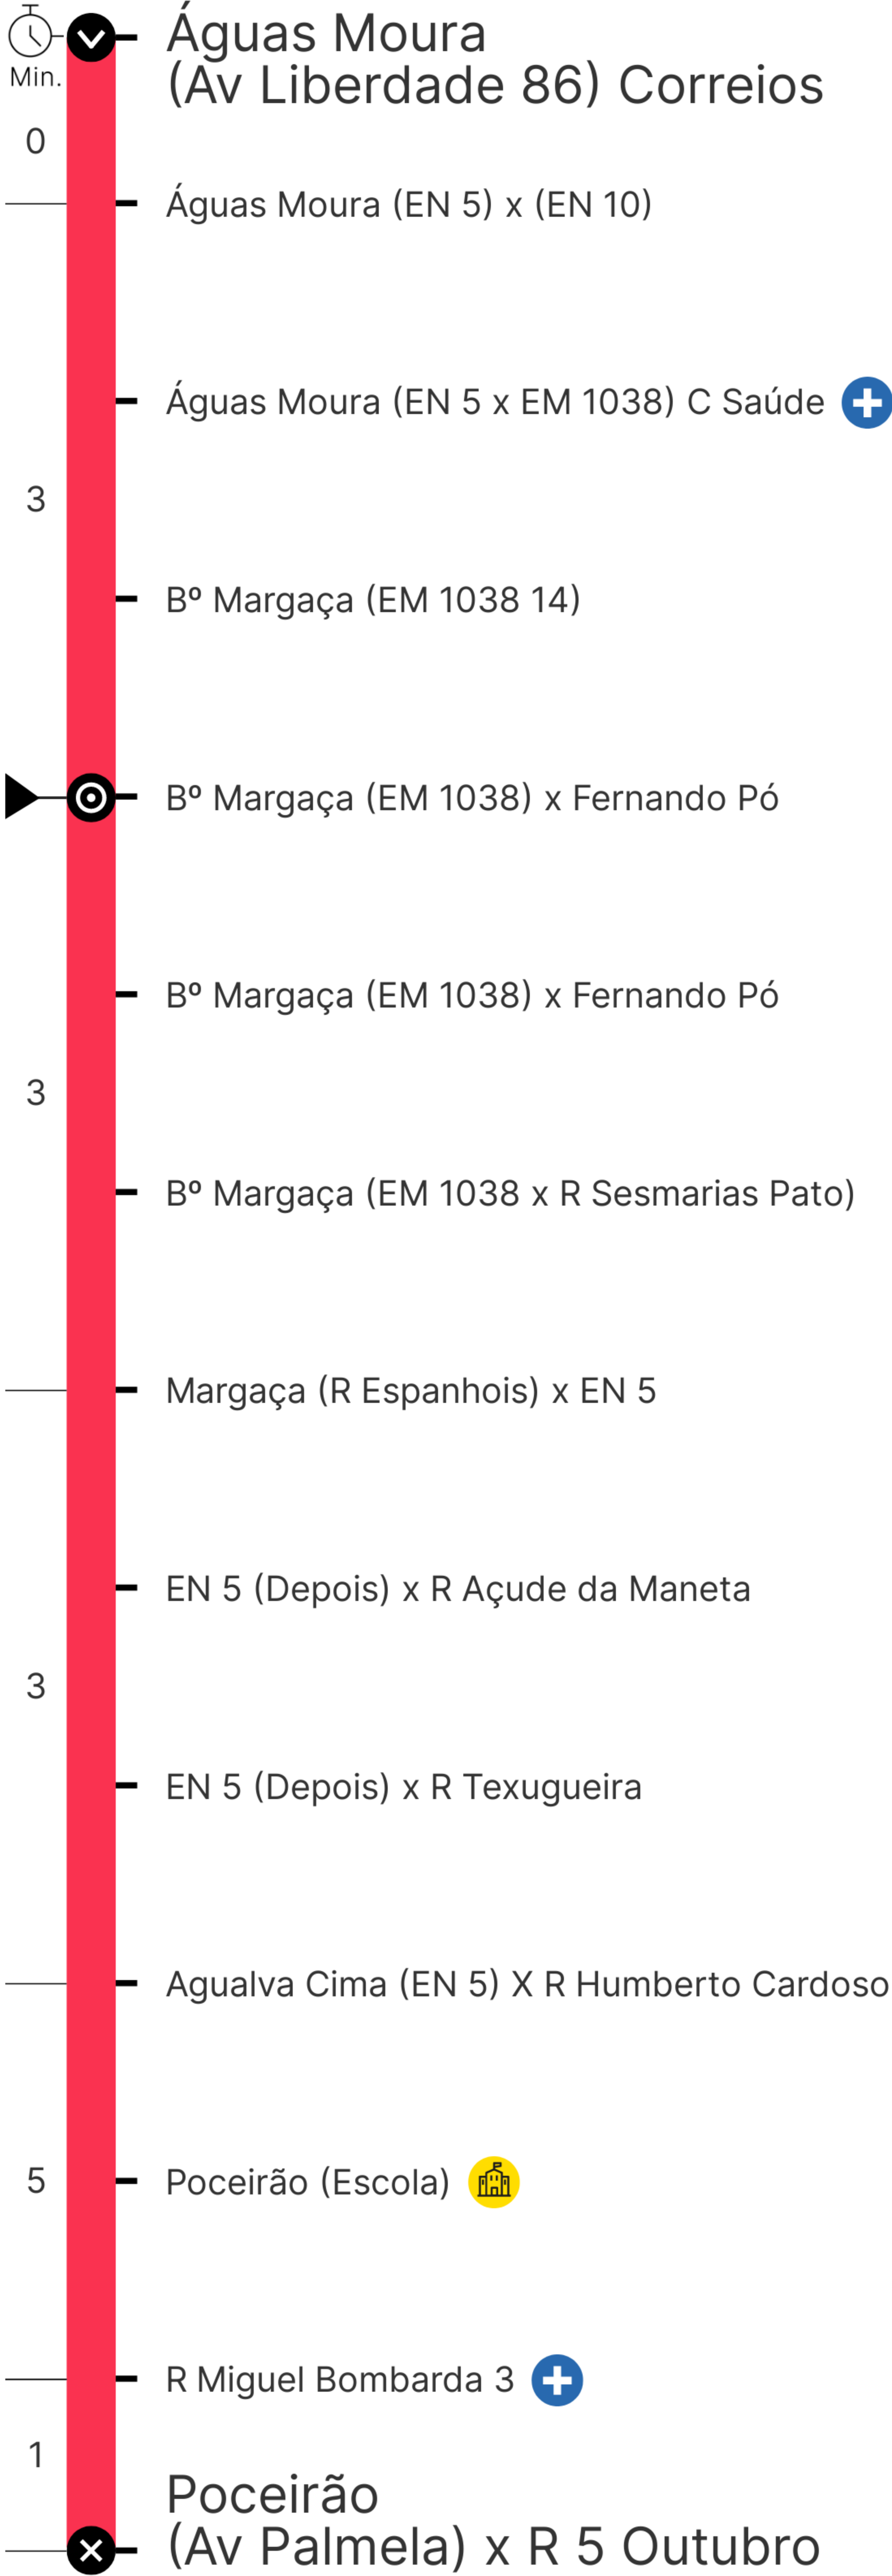 Águas Moura
(Av Liberdade 86) Correios
Min.
0
Águas Moura (EN 5) x (EN 10)
Águas Moura (EN 5 x EM 1038) C Saúde
3
Bº Margaça (EM 1038 14)
Bº Margaça (EM 1038) x Fernando Pó
Bº Margaça (EM 1038) x Fernando Pó
3
Bº Margaça (EM 1038 x R Sesmarias Pato)
Margaça (R Espanhois) x EN 5
EN 5 (Depois) x R Açude da Maneta
3
EN 5 (Depois) x R Texugueira
Agualva Cima (EN 5) X R Humberto Cardoso
5
Poceirão (Escola)
R Miguel Bombarda 3
1
Poceirão
(Av Palmela) x R 5 Outubro